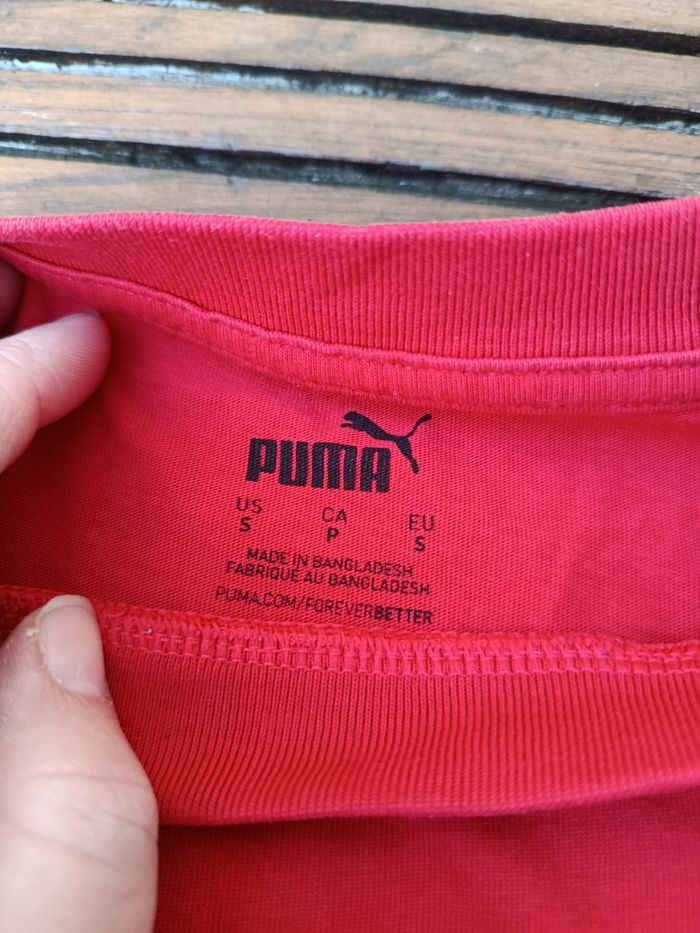 PUMA
US CA EU
S P S
MADE IN BANGLADESH
FABRIQUE AU BANGLADESH
PUMA.COM/FOREVERBETTER